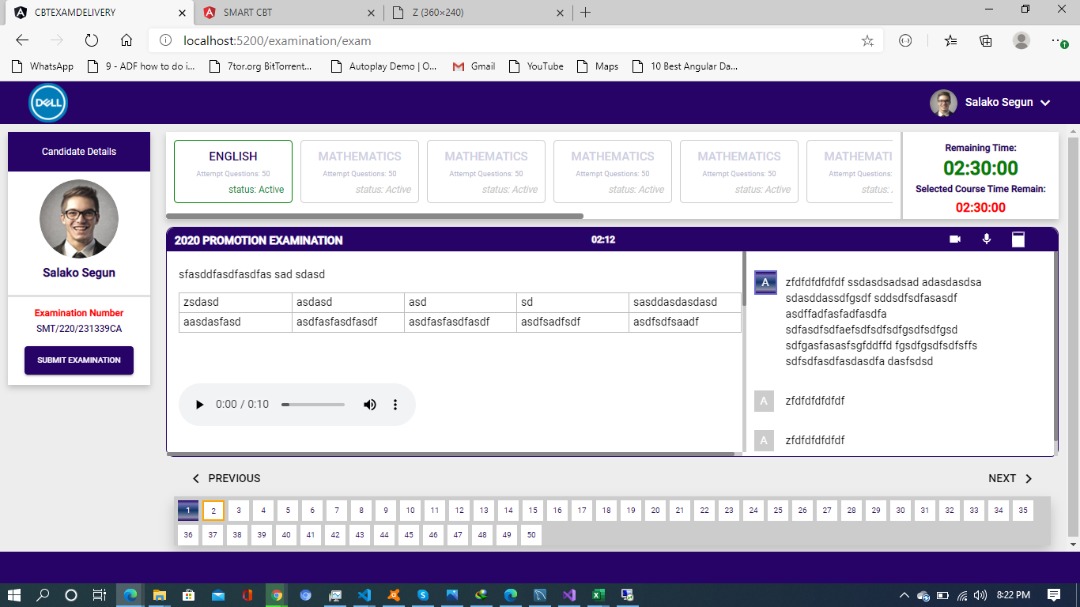 CBTEXAMDELIVERY
SMART CBT
Z (360×240)
localhost:5200/examination/exam
WhatsApp
9 - ADF how to do i...
7tor.org BitTorrent...
Autoplay Demo | O...
Gmail
YouTube
Maps
10 Best Angular Da...
DELL
Salako Segun
Candidate Details
Salako Segun
Examination Number
SMT/220/231339CA
SUBMIT EXAMINATION
ENGLISH
Attempt Questions: 50
status: Active
MATHEMATICS
Attempt Questions: 50
status: Active
MATHEMATICS
Attempt Questions: 50
status: Active
MATHEMATICS
Attempt Questions: 50
status: Active
MATHEMATICS
Attempt Questions: 50
status: Active
MATHEMATI
Attempt Questions:
status:
Remaining Time:
02:30:00
Selected Course Time Remain:
02:30:00
2020 PROMOTION EXAMINATION 02:12
sfasddfasdfasdfas sad sdasd
zsdasd asdasd asd sd sasddasdasdasd
aasdasfasd asdfasfasdfasdf asdfasfasdfasdf asdfsadfsdf asdfsdfsaadf
0:00 / 0:10
A
zfdfdfdfdfdf ssdasdsadsad adasdasdsa
sdasddassdfgsdf sddsdfsdfasasdf
asdffadfasfadfasdfa
sdfasdfsdfaefsdfsdfsdfgsdfsdfgsd
sdfgasfasasfsgfddffd fgsdfgsdfsdfsffs
sdfsdfasdfasdasdfa dasfsdsd
A zfdfdfdfdfdf
A zfdfdfdfdfdf
PREVIOUS
NEXT
1 2 3 4 5 6 7 8 9 10 11 12 13 14 15 16 17 18 19 20 21 22 23 24 25 26 27 28 29 30 31 32 33 34 35
36 37 38 39 40 41 42 43 44 45 46 47 48 49 50
8:22 PM